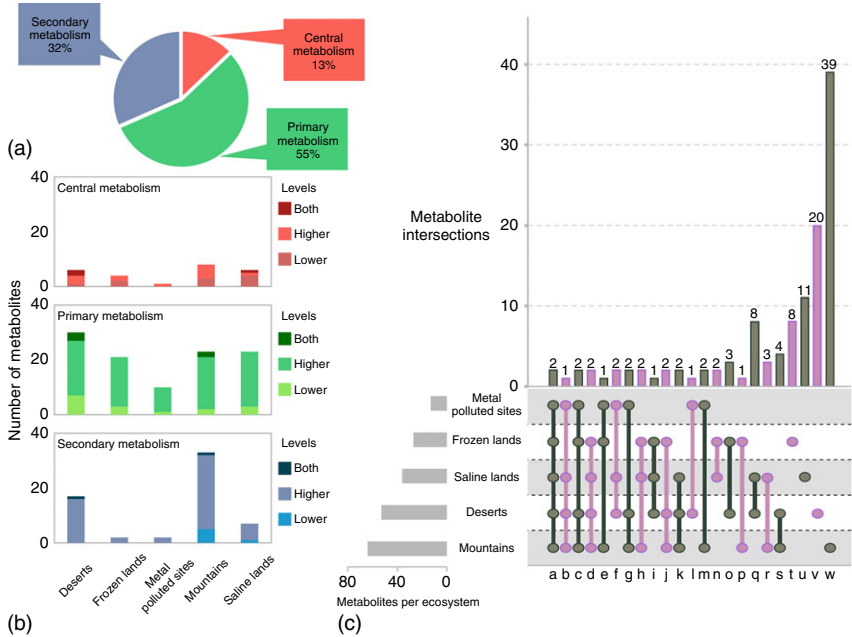 Secondary
metabolism
32%
Central
metabolism
13%
Primary
metabolism
55%
(a)
Number of metabolites
40
20
0
Central metabolism
Levels
Both
Higher
Lower
40
20
0
Primary metabolism
Levels
Both
Higher
Lower
40
20
0
Secondary metabolism
Levels
Both
Higher
Lower
Deserts
Frozen lands
Metal
polluted sites
Mountains
Saline lands
(b)
Metabolite
intersections
40
30
20
10
0
2 1 2 2 1 2 2 2 1 2 2 1 2 2 3 1 8 3 4 8 11 20 39
Metal
polluted sites
Frozen lands
Saline lands
Deserts
Mountains
80 40 0
Metabolites per ecosystem
a b c d e f g h i j k l m n o p q r s t u v w
(c)